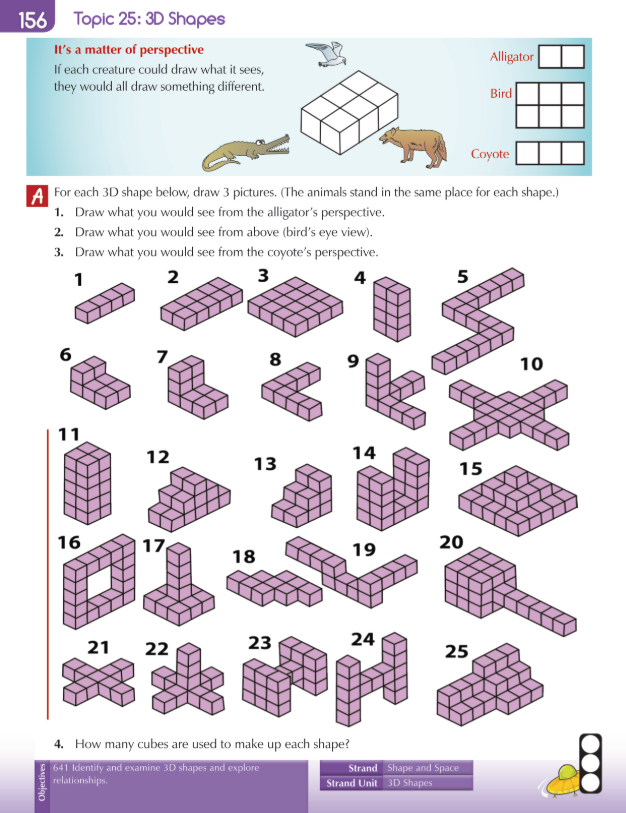 156
Topic 25: 3D Shapes
It's a matter of perspective
If each creature could draw what it sees,
they would all draw something different.
Alligator
Bird
Coyote
A
For each 3D shape below, draw 3 pictures. (The animals stand in the same place for each shape.)
1. Draw what you would see from the alligator's perspective.
2. Draw what you would see from above (bird's eye view).
3. Draw what you would see from the coyote's perspective.
1
2
3
4
5
6
7
8
9
10
11
12
13
14
15
16
17
18
19
20
21
22
23
24
25
4. How many cubes are used to make up each shape?
Objectives
641 Identify and examine 3D shapes and explore
relationships.
Strand Shape and Space
Strand Unit 3D Shapes